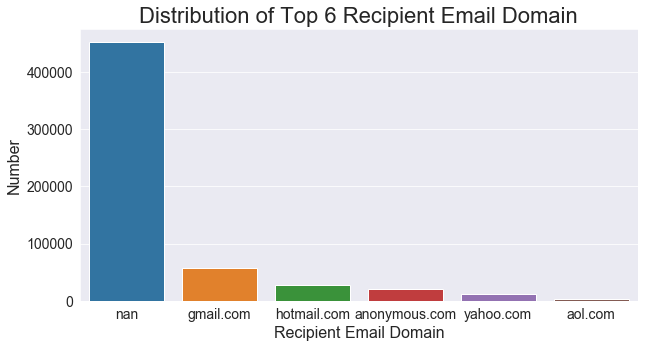 Distribution of Top 6 Recipient Email Domain
400000
300000
200000
100000
0
Number
nan gmail.com hotmail.com anonymous.com yahoo.com aol.com
Recipient Email Domain